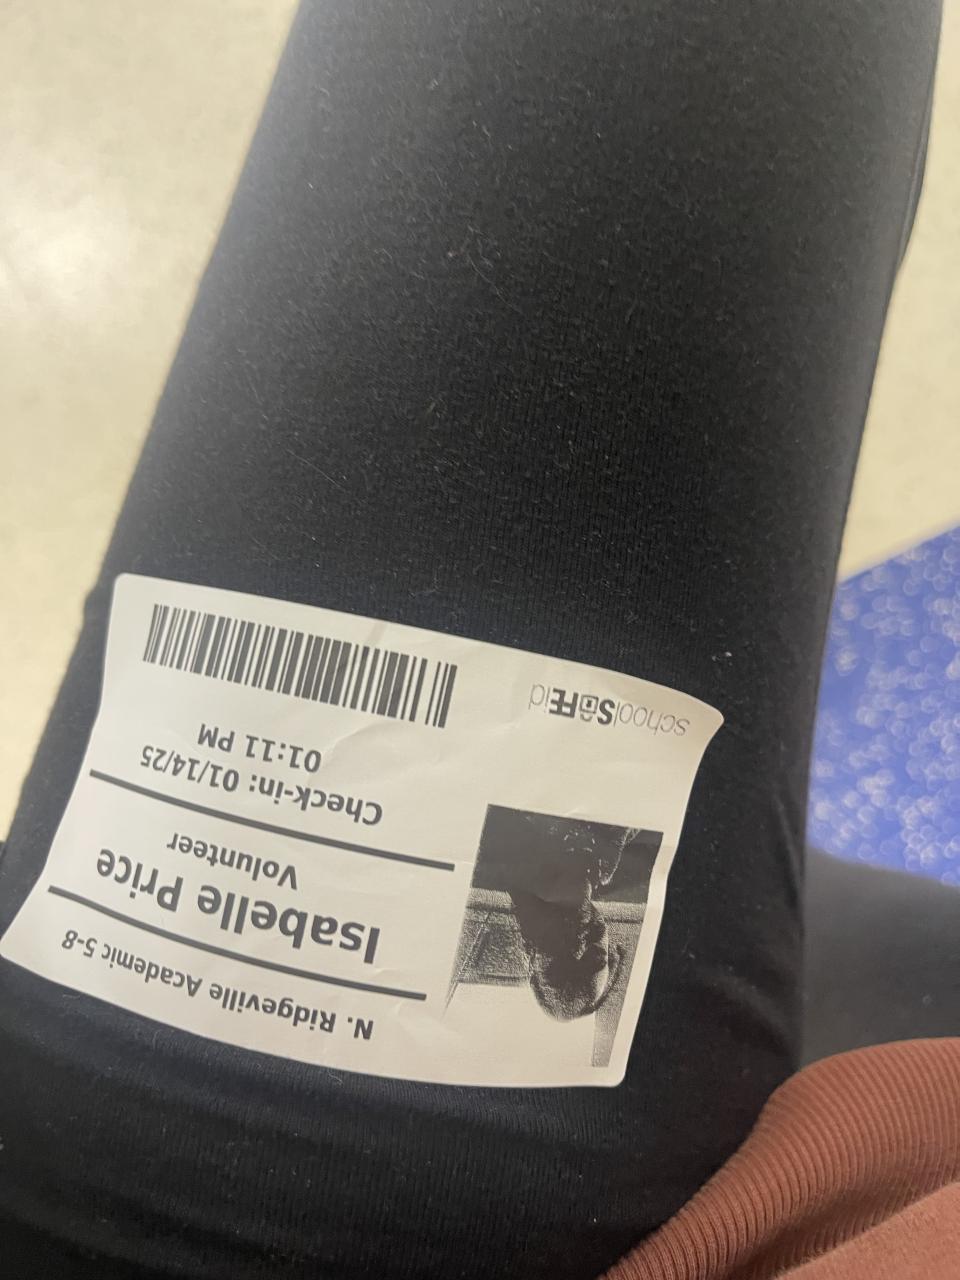 N. Ridgeville Academic 5-8
Isabelle Price
Volunteer
Check-in: 01/14/25
01:11 PM
schoolSAFEid